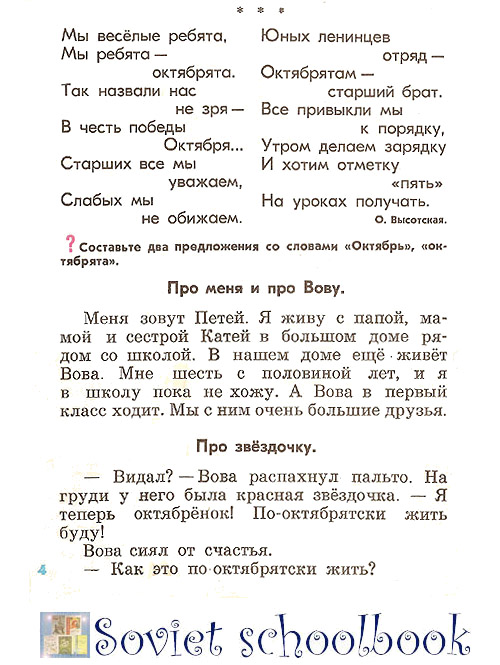 * * *
Мы весёлые ребята,
Мы ребята —
октябрята.
Так назвали нас
не зря —
В честь победы
Октября...
Старших все мы
уважаем,
Слабых мы
не обижаем.
Юных ленинцев
отряд —
Октябрятам —
старший брат.
Все привыкли мы
к порядку,
Утром делаем зарядку
И хотим отметку
«пять»
На уроках получать.
О. Высотская.
? Составьте два предложения со словами «Октябрь», «ок-
тябрята».
Про меня и про Вову.
Меня зовут Петей. Я живу с папой, ма-
мой и сестрой Катей в большом доме ря-
дом со школой. В нашем доме ещё живёт
Вова. Мне шесть с половиной лет, и я
в школу пока не хожу. А Вова в первый
класс ходит. Мы с ним очень большие друзья.
Про звёздочку.
— Видал? — Вова распахнул пальто. На
груди у него была красная звёздочка. — Я
теперь октябрёнок! По-октябрятски жить
буду!
Вова сиял от счастья.
— Как это по-октябрятски жить?
4
Soviet schoolbook